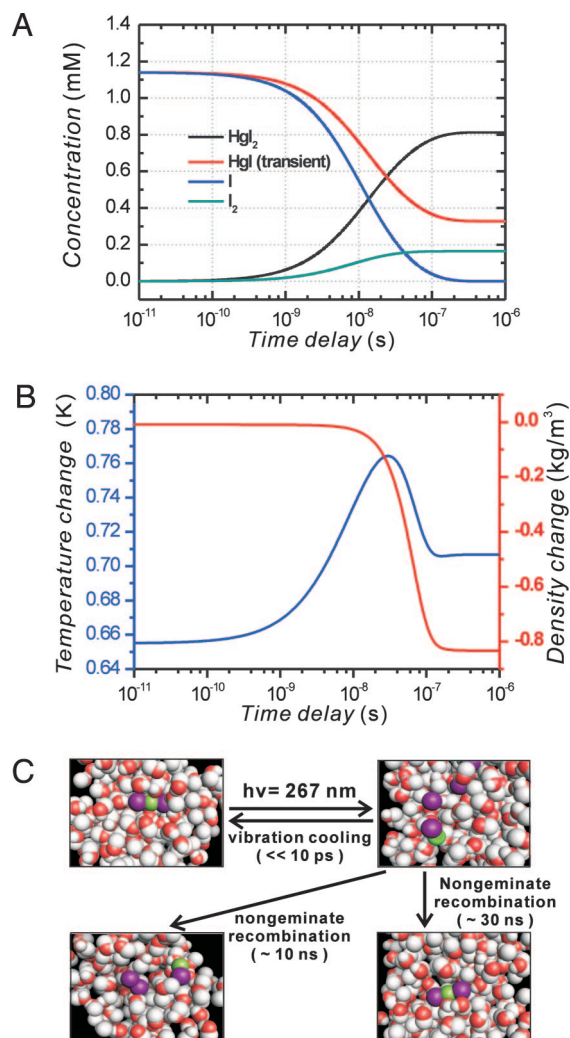 A
Concentration (mM)
1.4
1.2
1.0
0.8
0.6
0.4
0.2
0.0
HgI₂
HgI (transient)
I
I₂
10⁻¹¹ 10⁻¹⁰ 10⁻⁹ 10⁻⁸ 10⁻⁷ 10⁻⁶
Time delay (s)
B
Temperature change (K)
0.80
0.78
0.76
0.74
0.72
0.70
0.68
0.66
0.64
0.0
-0.2
-0.4
-0.6
-0.8
Density change (kg/m³)
10⁻¹¹ 10⁻¹⁰ 10⁻⁹ 10⁻⁸ 10⁻⁷ 10⁻⁶
Time delay (s)
C
hν= 267 nm
vibration cooling
(<< 10 ps)
nongeminate
recombination
(~ 10 ns)
Nongeminate
recombination
(~ 30 ns)